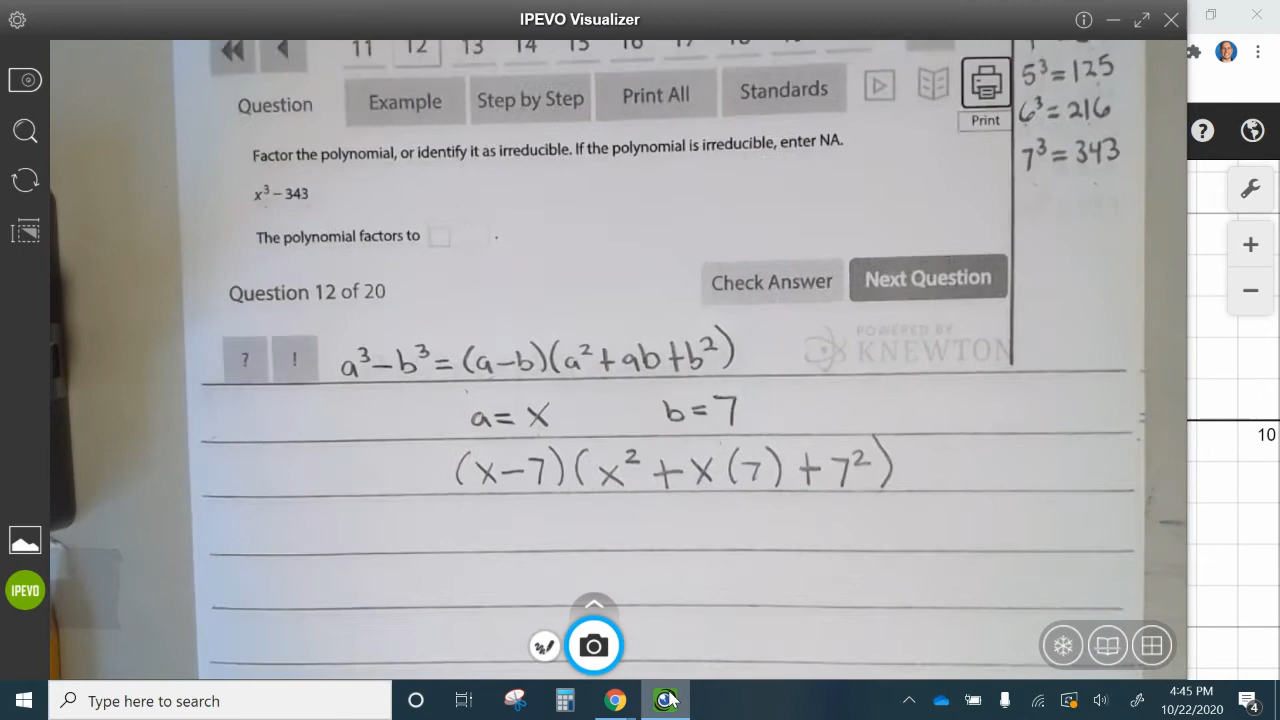 IPEVO Visualizer
11 12 13 14 15 16 17 18
Question Example Step by Step Print All Standards
Print
5³=125
6³=216
7³=343
Factor the polynomial, or identify it as irreducible. If the polynomial is irreducible, enter NA.
x³ − 343
The polynomial factors to .
Check Answer Next Question
Question 12 of 20
POWERED BY
KNEWTON
? !
a³−b³=(a−b)(a²+ab+b²)
a=x b=7
(x−7)(x²+x(7)+7²)
10
IPEVO
Type here to search
4:45 PM
10/22/2020
4